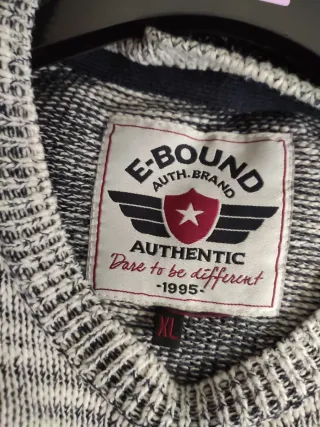 E-BOUND
AUTH.BRAND
AUTHENTIC
Dare to be different
-1995-
XL